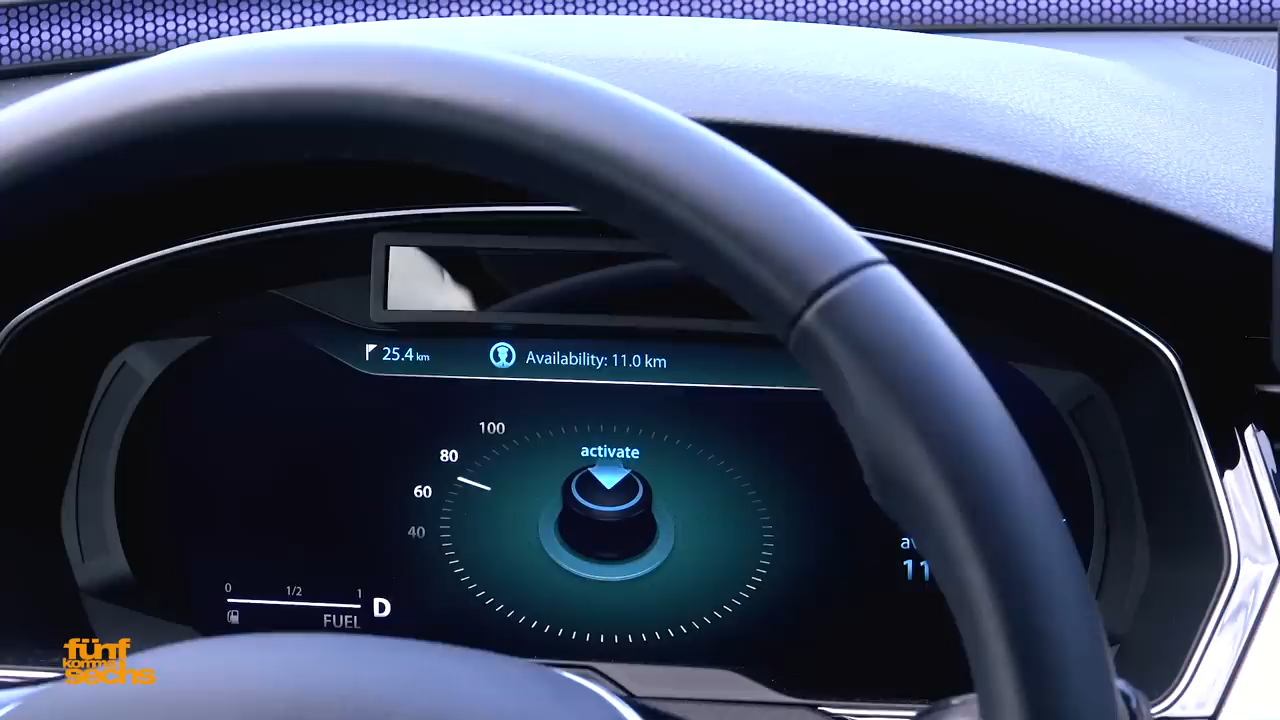 25.4 km
Availability: 11.0 km
100
activate
80
60
40
0 1/2 1
D
FUEL
11
fünf
komma
sechs